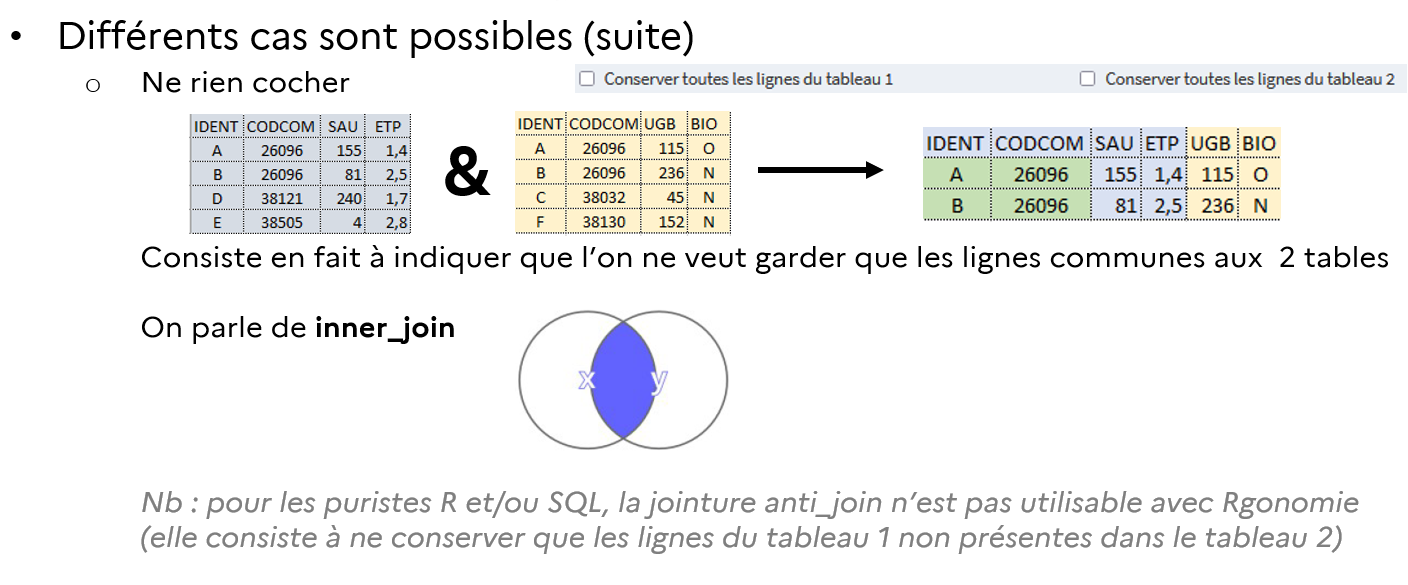 • Différents cas sont possibles (suite)
o Ne rien cocher
Conserver toutes les lignes du tableau 1 Conserver toutes les lignes du tableau 2
IDENT CODCOM SAU ETP
A 26096 155 1,4
B 26096 81 2,5
D 38121 240 1,7
E 38505 4 2,8
&
IDENT CODCOM UGB BIO
A 26096 115 O
B 26096 236 N
C 38032 45 N
F 38130 152 N
IDENT CODCOM SAU ETP UGB BIO
A 26096 155 1,4 115 O
B 26096 81 2,5 236 N
Consiste en fait à indiquer que l’on ne veut garder que les lignes communes aux 2 tables
On parle de inner_join
x y
Nb : pour les puristes R et/ou SQL, la jointure anti_join n’est pas utilisable avec Rgonomie
(elle consiste à ne conserver que les lignes du tableau 1 non présentes dans le tableau 2)